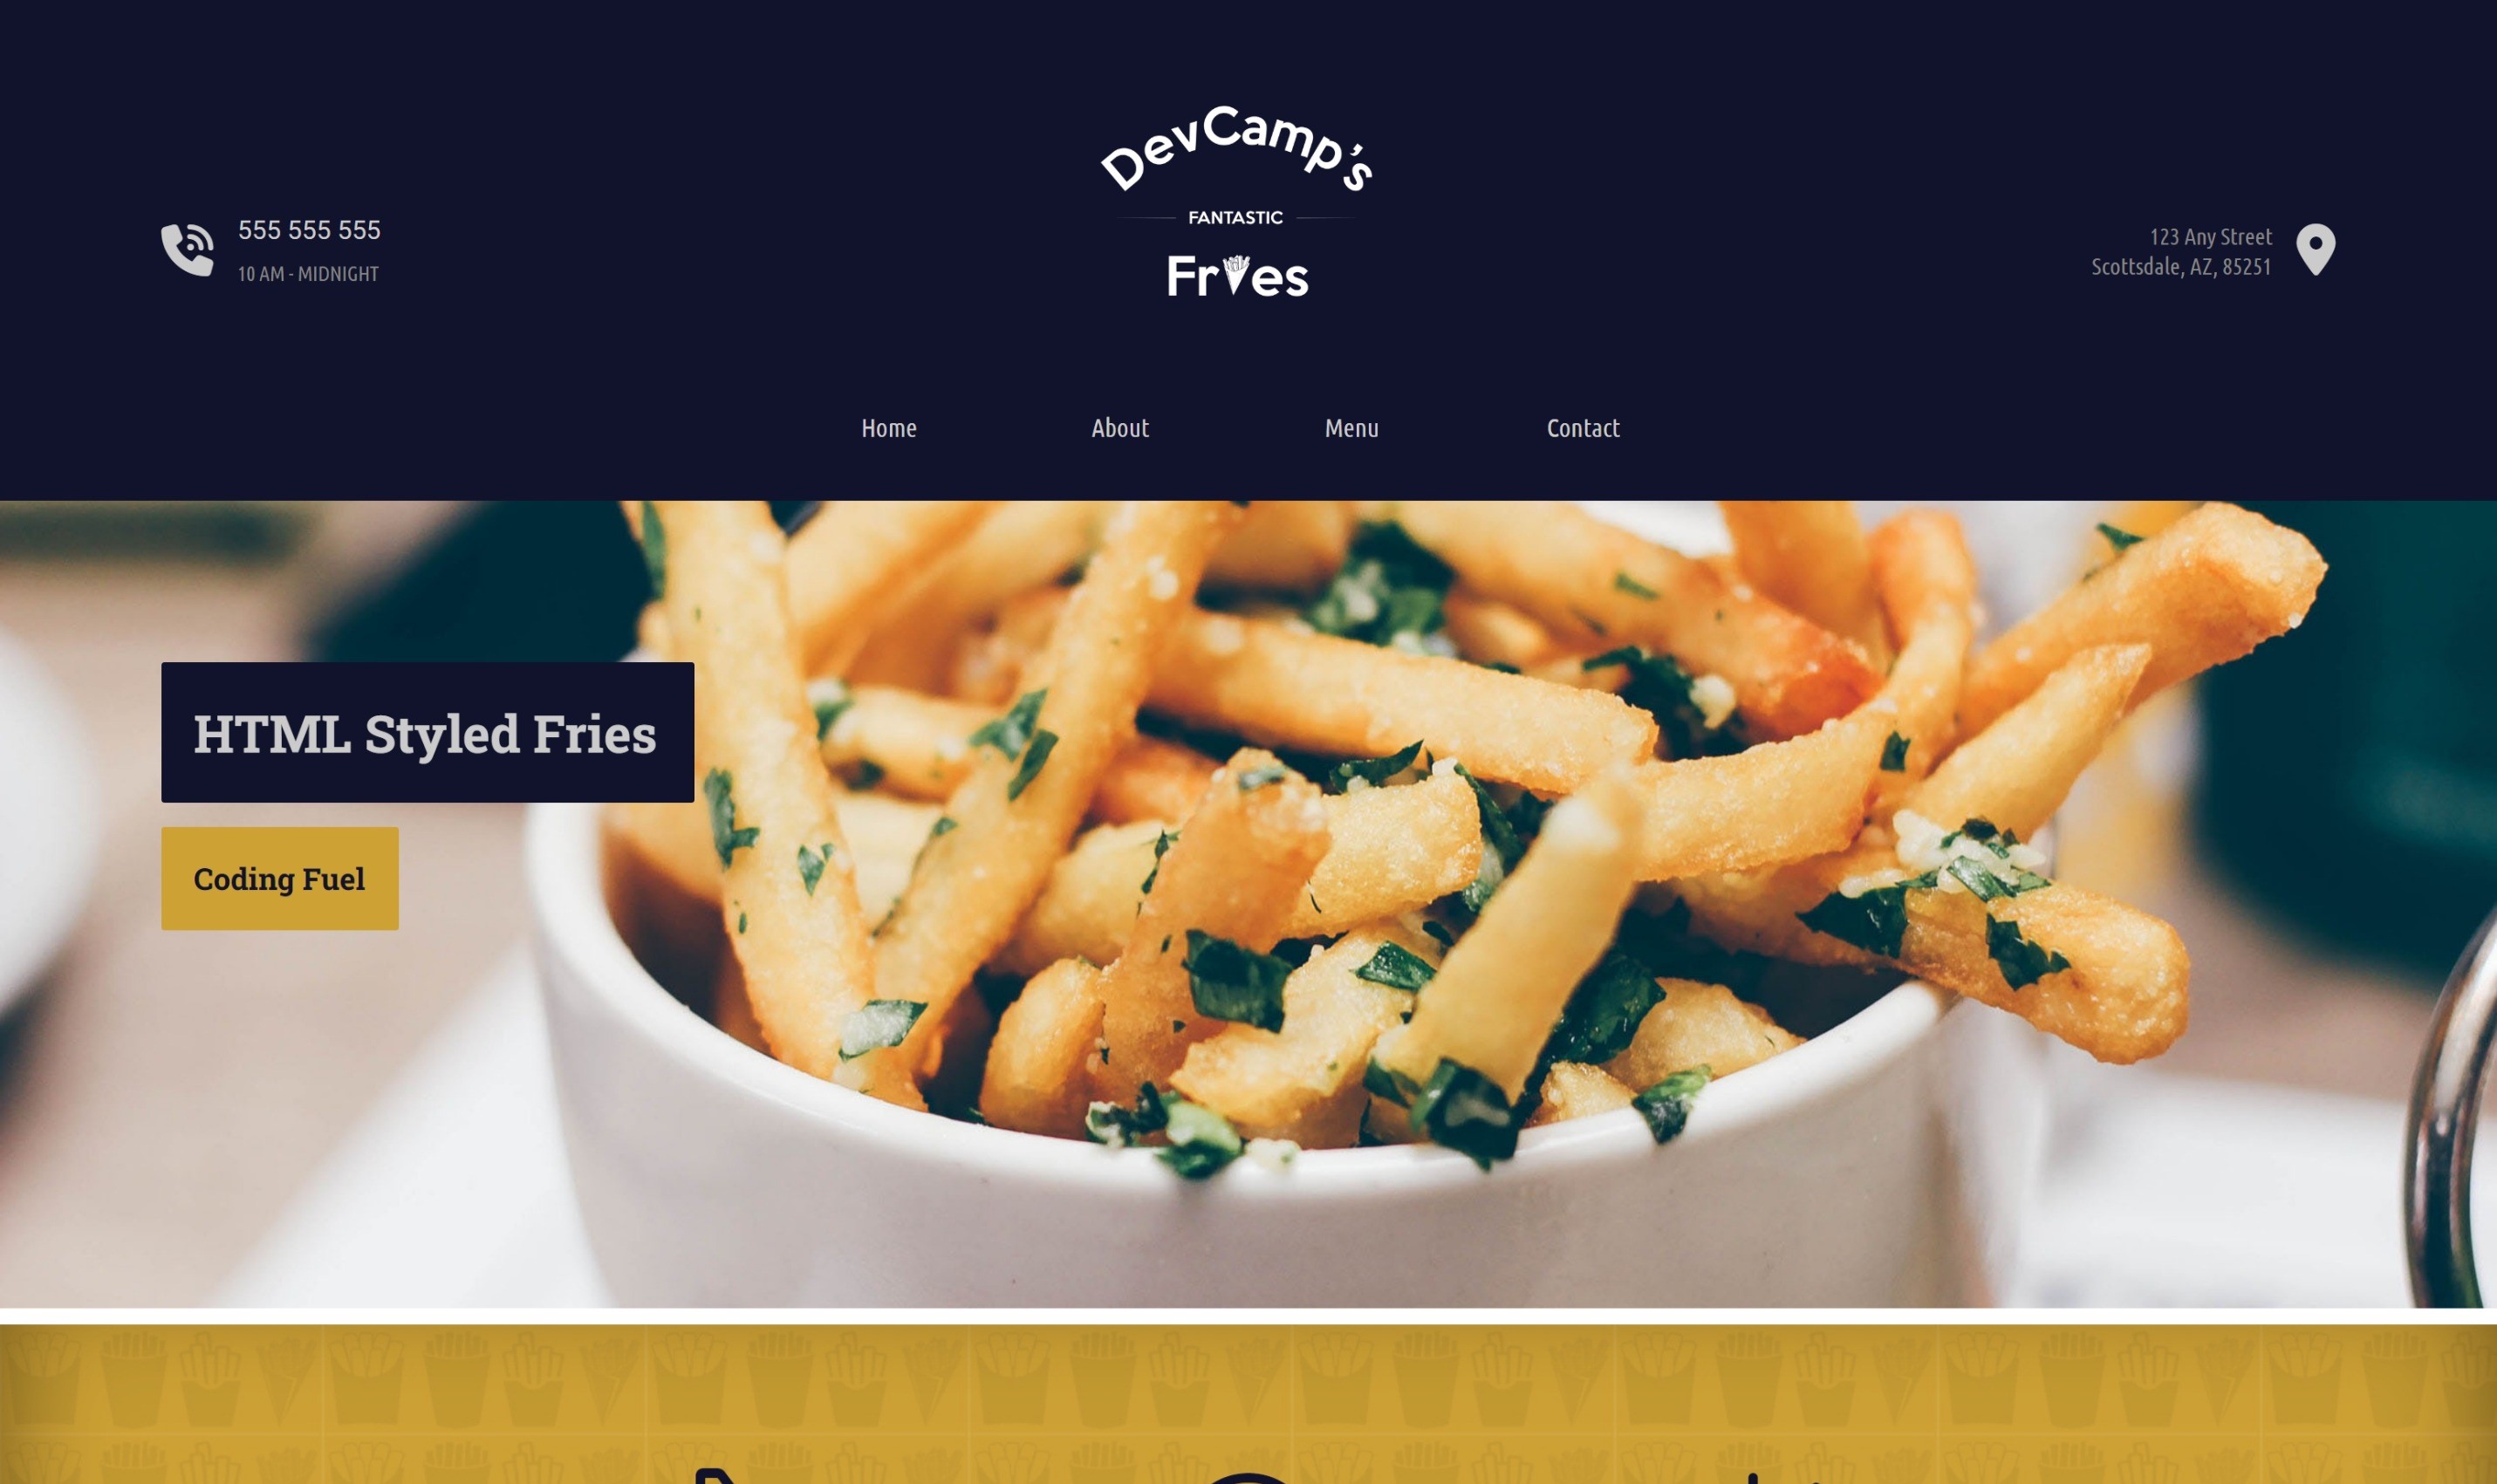 DevCamp's
FANTASTIC
Fries
555 555 555
10 AM - MIDNIGHT
123 Any Street
Scottsdale, AZ, 85251
Home
About
Menu
Contact
HTML Styled Fries
Coding Fuel